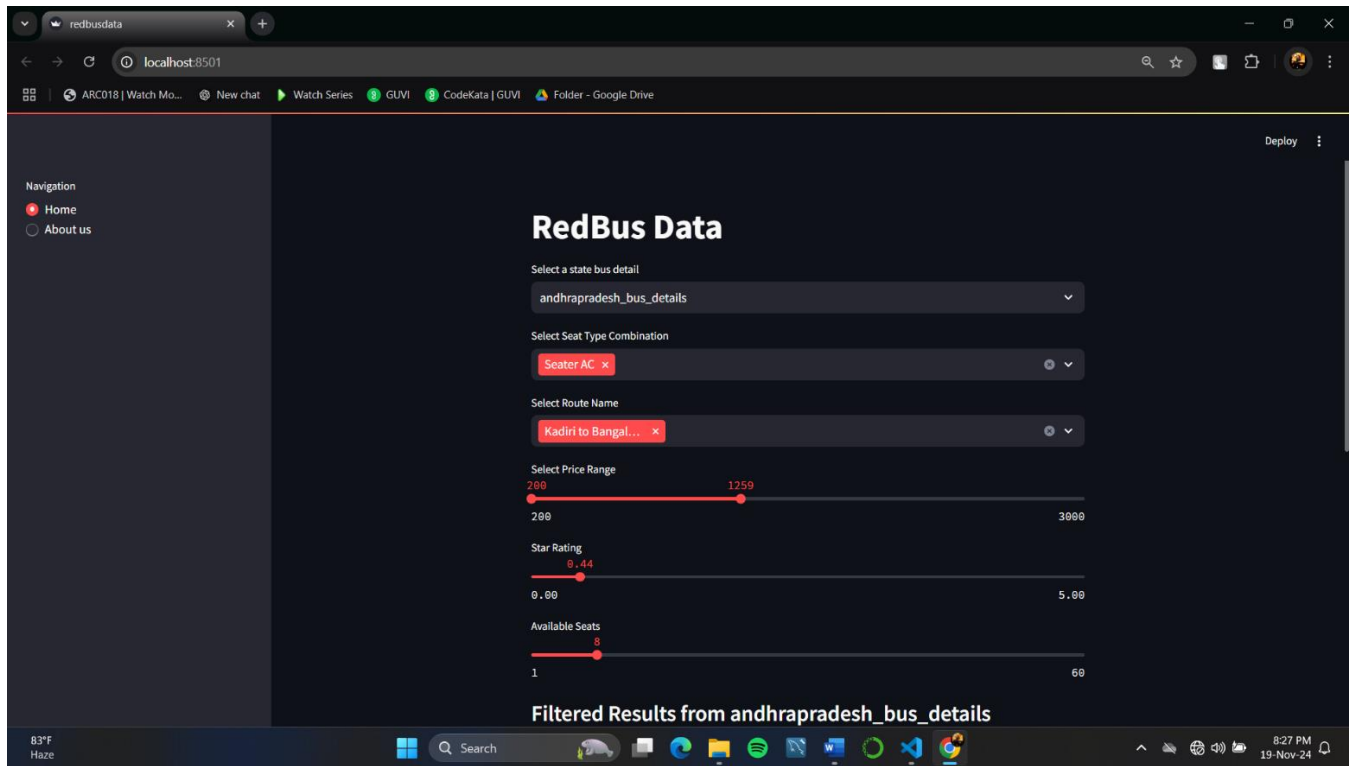 redbusdata
localhost:8501
ARC018 | Watch Mo... New chat Watch Series GUVI CodeKata | GUVI Folder - Google Drive
Deploy
Navigation
Home
About us
RedBus Data
Select a state bus detail
andhrapradesh_bus_details
Select Seat Type Combination
Seater AC
Select Route Name
Kadiri to Bangal...
Select Price Range
200 1259
200 3000
Star Rating
0.44
0.00 5.00
Available Seats
8
1 60
Filtered Results from andhrapradesh_bus_details
83°F
Haze
Search
8:27 PM
19-Nov-24